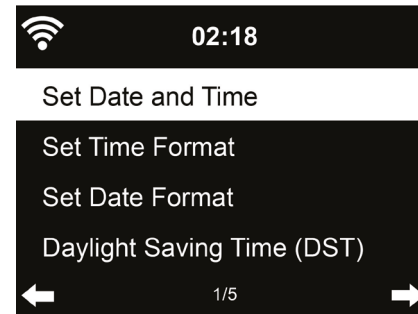 02:18
Set Date and Time
Set Time Format
Set Date Format
Daylight Saving Time (DST)
1/5